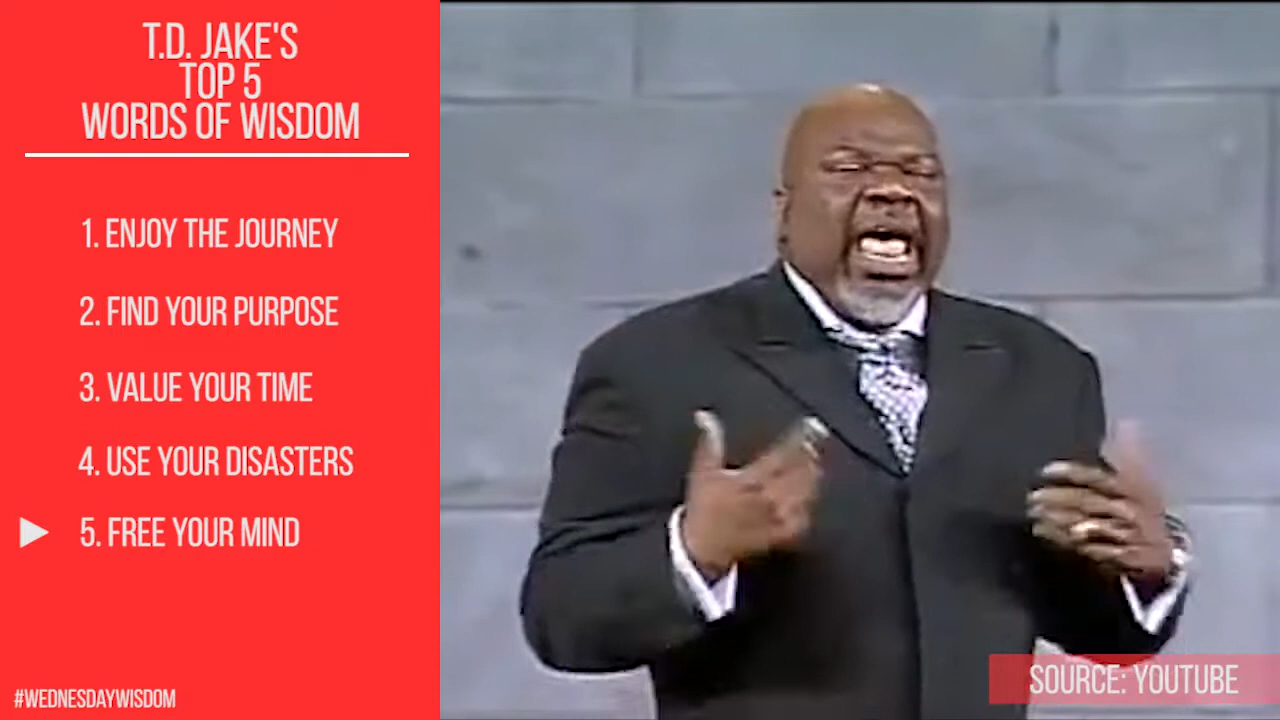 T.D. JAKE'S
TOP 5
WORDS OF WISDOM
1. ENJOY THE JOURNEY
2. FIND YOUR PURPOSE
3. VALUE YOUR TIME
4. USE YOUR DISASTERS
5. FREE YOUR MIND
#WEDNESDAYWISDOM
SOURCE: YOUTUBE